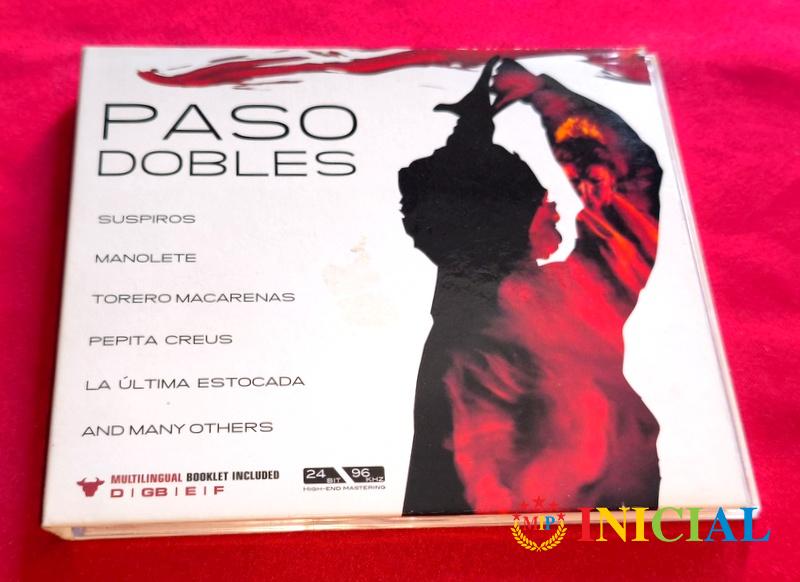 PASO
DOBLES
SUSPIROS
MANOLETE
TORERO MACARENAS
PEPITA CREUS
LA ÚLTIMA ESTOCADA
AND MANY OTHERS
MULTILINGUAL BOOKLET INCLUDED
D | GB | E | F
24 BIT 96 KHZ
HIGH-END MASTERING
MP INICIAL